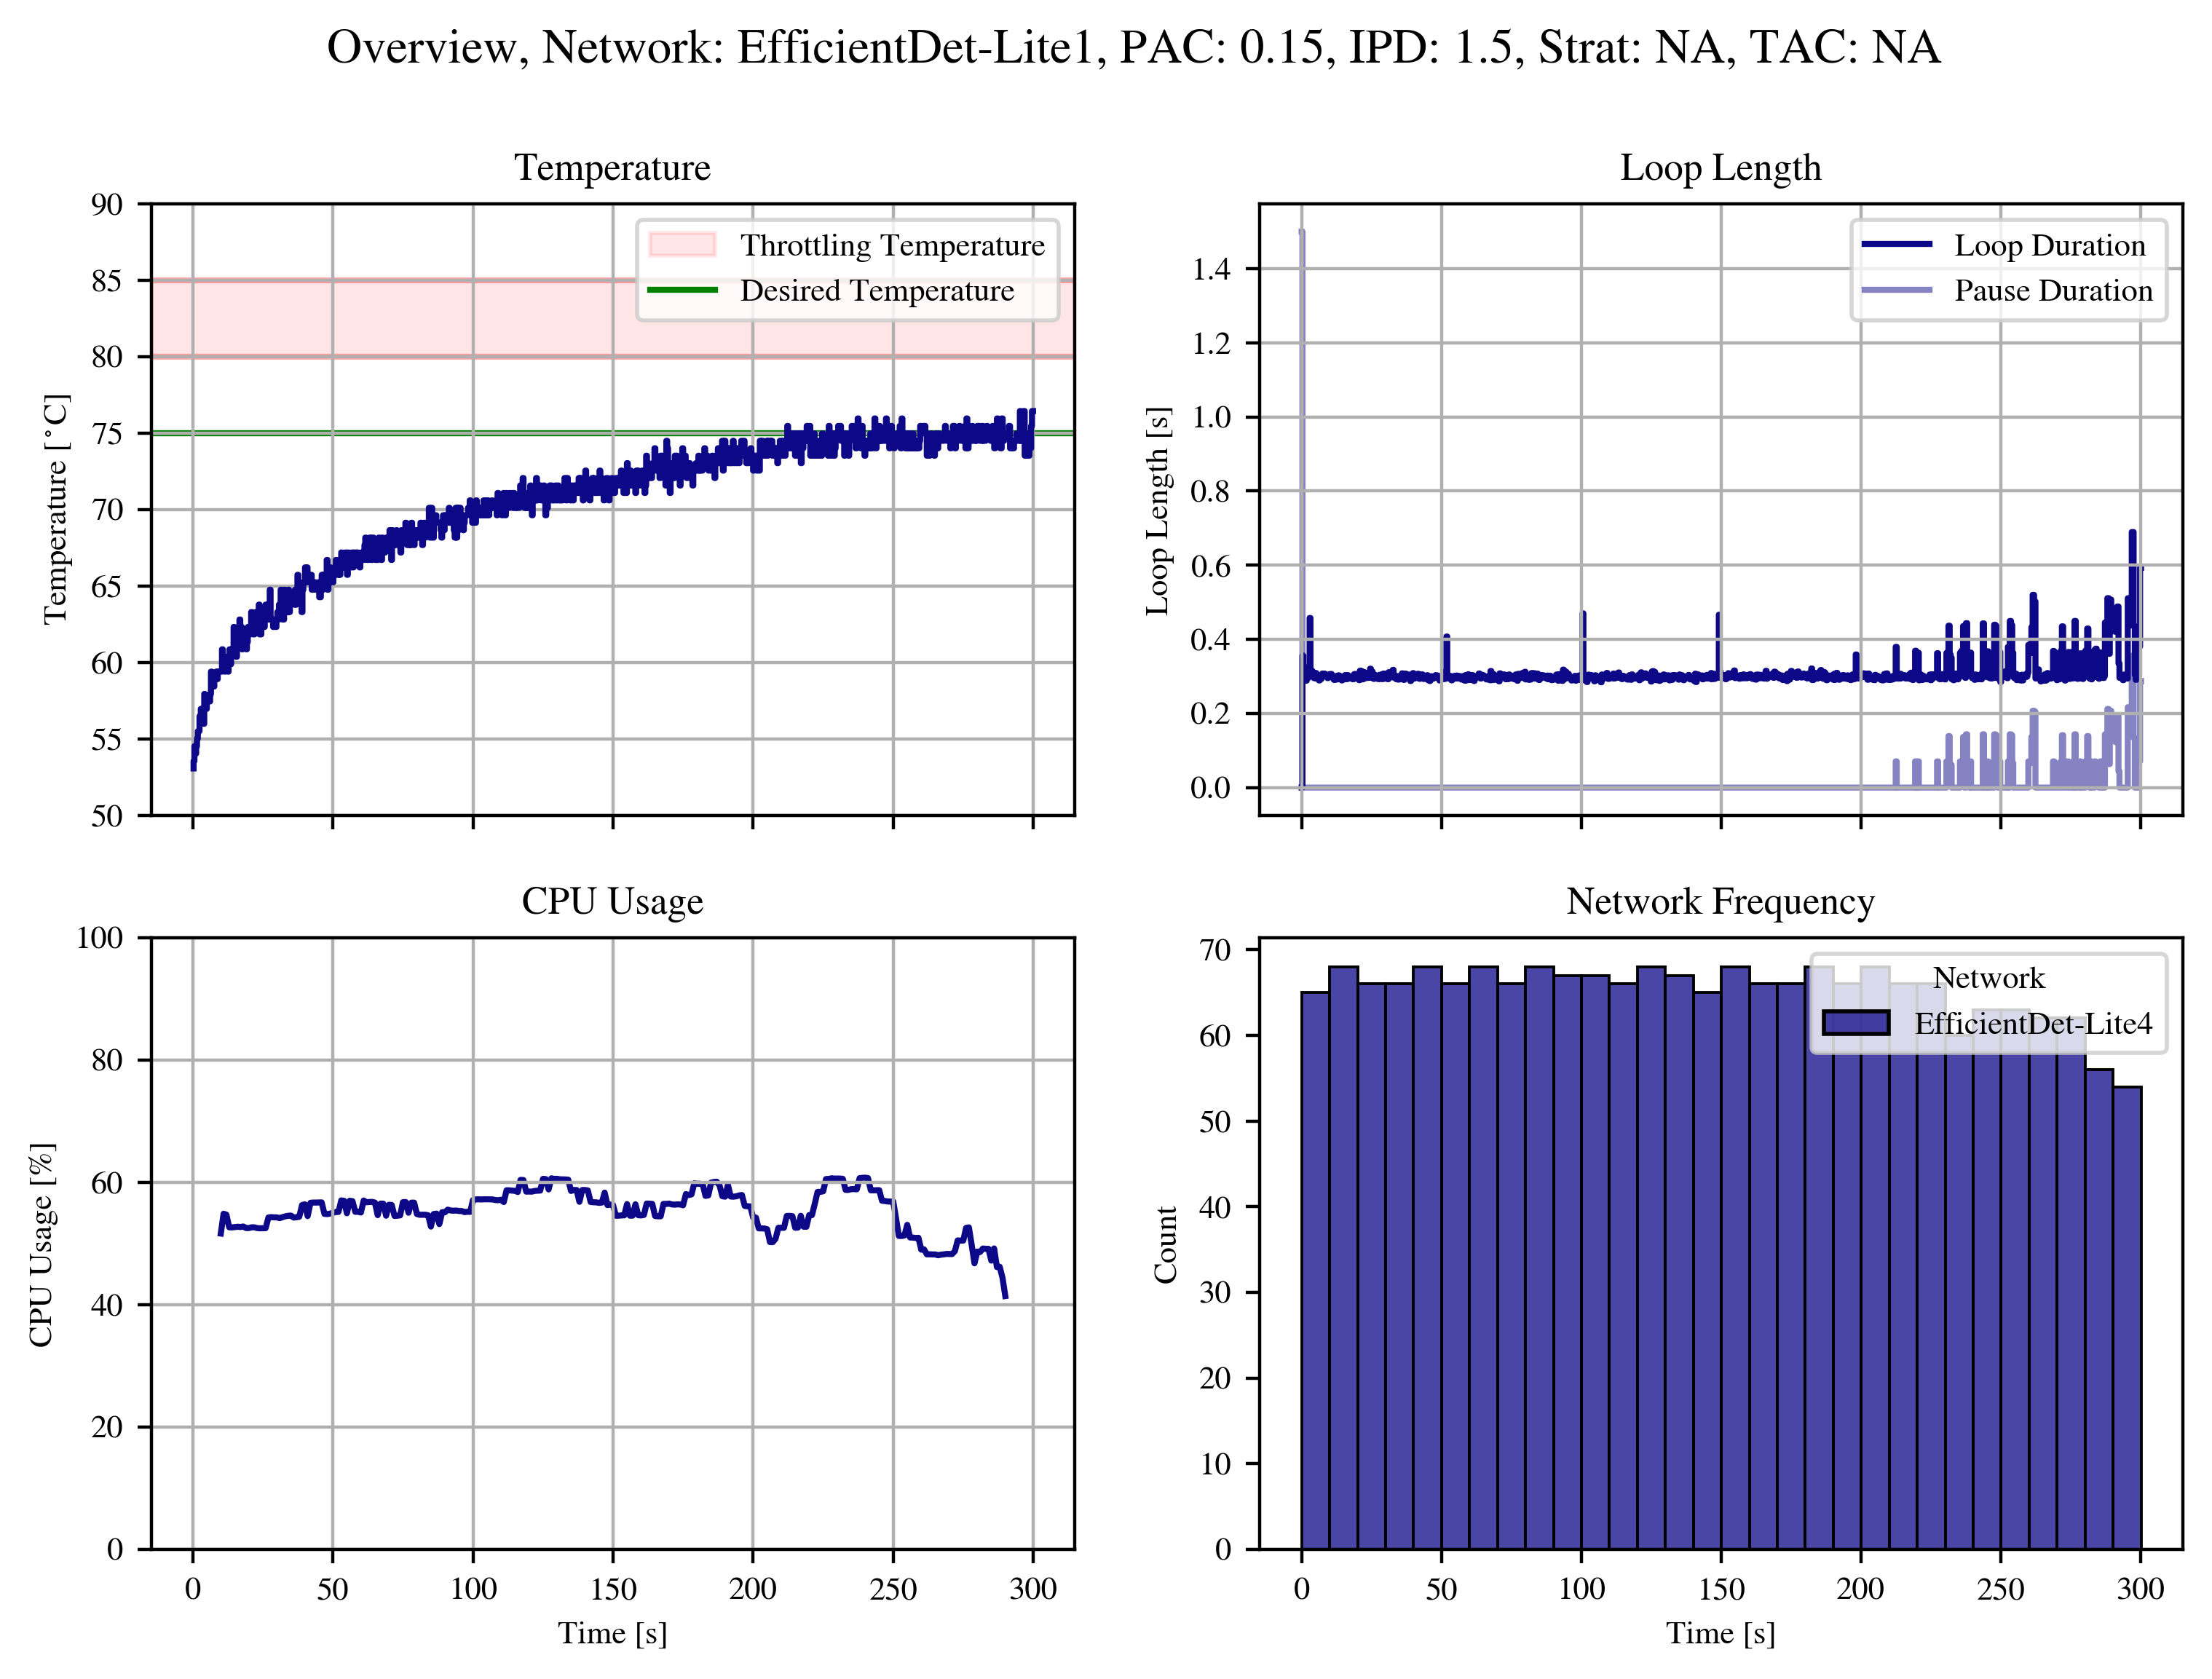 Overview, Network: EfficientDet-Lite1, PAC: 0.15, IPD: 1.5, Strat: NA, TAC: NA
Temperature
90
85
80
75
70
65
60
55
50
Temperature [°C]
Throttling Temperature
Desired Temperature
Loop Length
1.4
1.2
1.0
0.8
0.6
0.4
0.2
0.0
Loop Length [s]
Loop Duration
Pause Duration
CPU Usage
100
80
60
40
20
0
CPU Usage [%]
0 50 100 150 200 250 300
Time [s]
Network Frequency
70
60
50
40
30
20
10
0
Count
Network
EfficientDet-Lite4
0 50 100 150 200 250 300
Time [s]